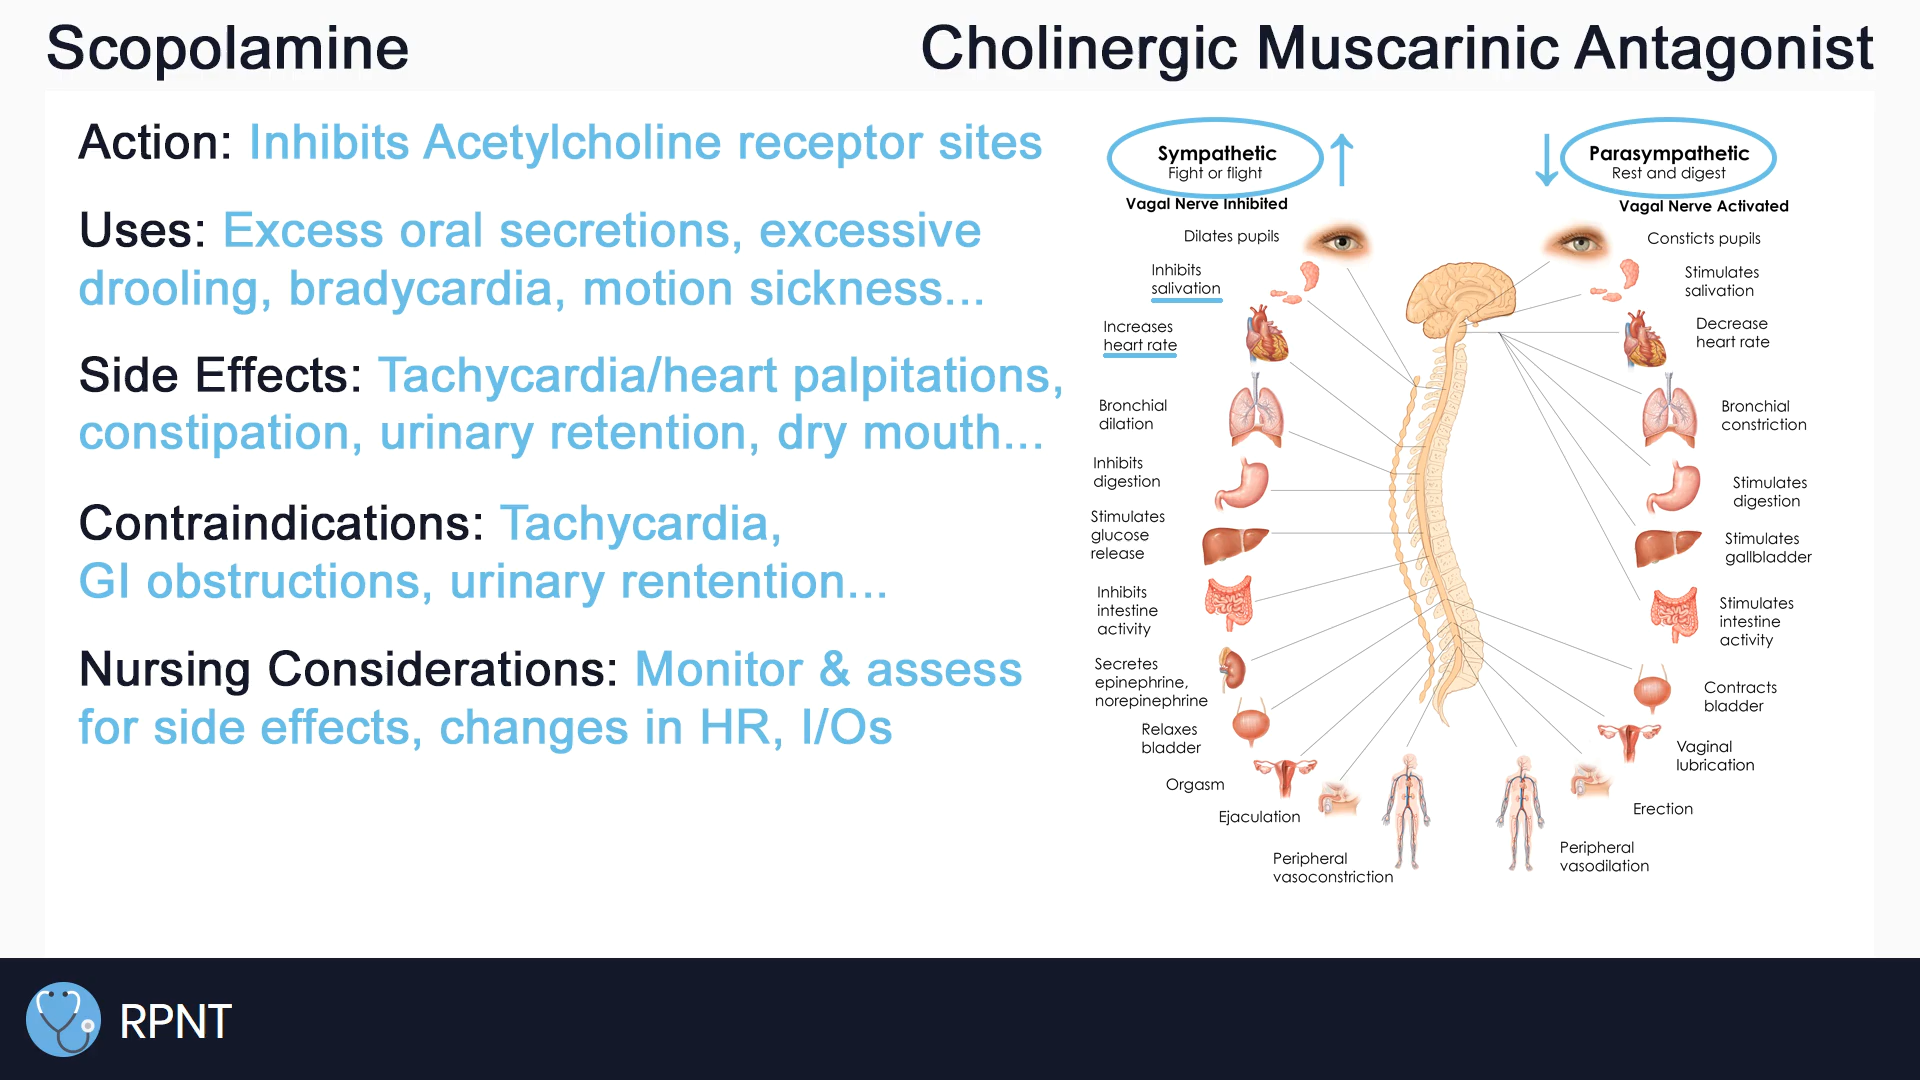 Scopolamine
Cholinergic Muscarinic Antagonist
Action: Inhibits Acetylcholine receptor sites
Uses: Excess oral secretions, excessive
drooling, bradycardia, motion sickness...
Side Effects: Tachycardia/heart palpitations,
constipation, urinary retention, dry mouth...
Contraindications: Tachycardia,
GI obstructions, urinary rentention...
Nursing Considerations: Monitor & assess
for side effects, changes in HR, I/Os
Sympathetic
Fight or flight
Vagal Nerve Inhibited
Dilates pupils
Inhibits
salivation
Increases
heart rate
Bronchial
dilation
Inhibits
digestion
Stimulates
glucose
release
Inhibits
intestine
activity
Secretes
epinephrine,
norepinephrine
Relaxes
bladder
Orgasm
Ejaculation
Peripheral
vasoconstriction
Parasympathetic
Rest and digest
Vagal Nerve Activated
Consticts pupils
Stimulates
salivation
Decrease
heart rate
Bronchial
constriction
Stimulates
digestion
Stimulates
gallbladder
Stimulates
intestine
activity
Contracts
bladder
Vaginal
lubrication
Erection
Peripheral
vasodilation
RPNT